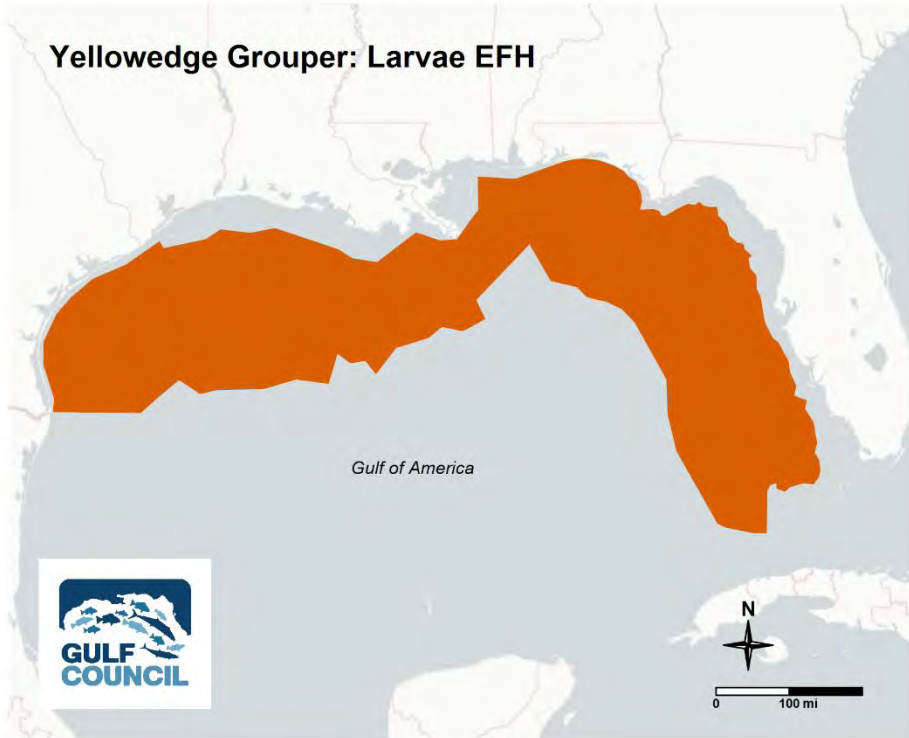 Yellowedge Grouper: Larvae EFH
Gulf of America
GULF
COUNCIL
N
0 100 mi